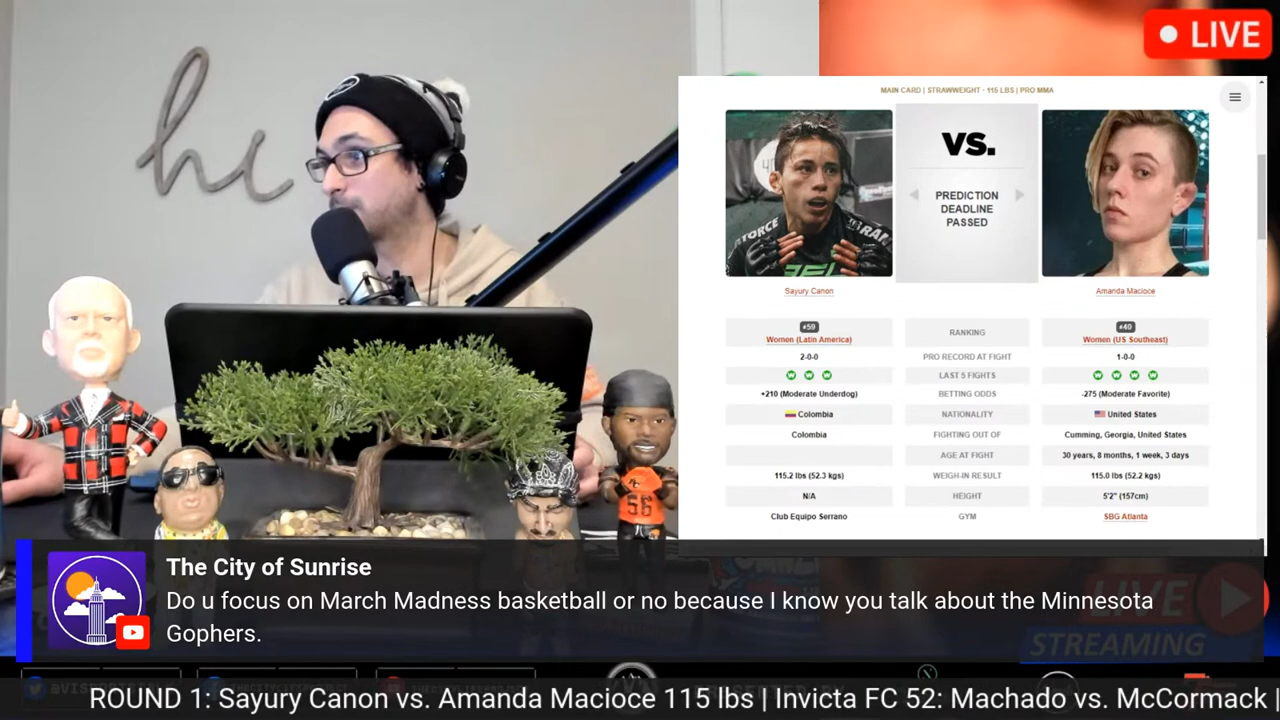 hi
LIVE
MAIN CARD | STRAWWEIGHT · 115 LBS | PRO MMA
VS.
PREDICTION
DEADLINE
PASSED
Sayury Canon
Amanda Macioce
#59 RANKING #40
Women (Latin America) Women (US Southeast)
2-0-0 PRO RECORD AT FIGHT 1-0-0
W W W LAST 5 FIGHTS W W W W
+210 (Moderate Underdog) BETTING ODDS -275 (Moderate Favorite)
Colombia NATIONALITY United States
Colombia FIGHTING OUT OF Cumming, Georgia, United States
AGE AT FIGHT 30 years, 8 months, 1 week, 3 days
115.2 lbs (52.3 kgs) WEIGH-IN RESULT 115.0 lbs (52.2 kgs)
N/A HEIGHT 5'2" (157cm)
Club Equipo Serrano GYM SBG Atlanta
56
The City of Sunrise
Do u focus on March Madness basketball or no because I know you talk about the Minnesota
Gophers.
LIVE
STREAMING
ROUND 1: Sayury Canon vs. Amanda Macioce 115 lbs | Invicta FC 52: Machado vs. McCormack |